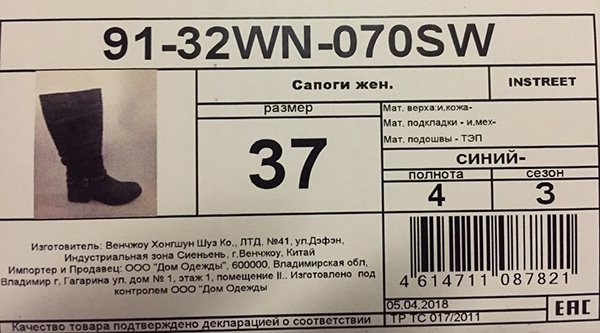 91-32WN-070SW
Сапоги жен.
INSTREET
размер
37
Мат. верха:и.кожа-
Мат. подкладки - и.мех-
Мат. подошвы - ТЭП
СИНИЙ-
полнота
сезон
4
3
Изготовитель: Венчжоу Хонгшун Шуз Ко., ЛТД. №41, ул.Дэфэн,
Индустриальная зона Сиеньень, г.Венчжоу, Китай
Импортер и Продавец: ООО "Дом Одежды", 600000, Владимирская обл,
Владимир г, Гагарина ул, дом № 1, этаж 1, помещение II.. Изготовлено под
контролем ООО "Дом Одежды
4 614711 087821
05.04.2018
EAC
Качество товара подтверждено декларацией о соответствии
ТР ТС 017/2011